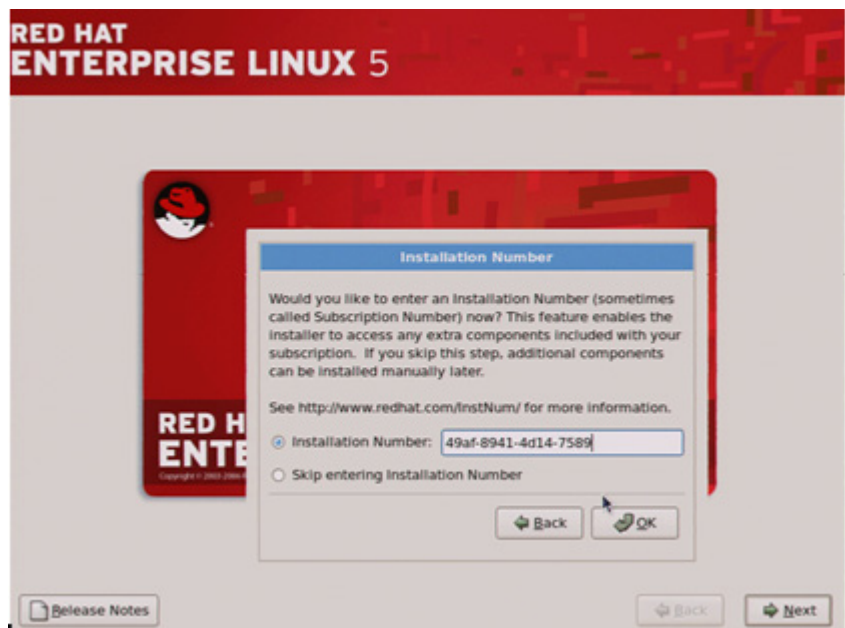 RED HAT
ENTERPRISE LINUX 5
Installation Number
Would you like to enter an Installation Number (sometimes
called Subscription Number) now? This feature enables the
installer to access any extra components included with your
subscription. If you skip this step, additional components
can be installed manually later.
See http://www.redhat.com/InstNum/ for more information.
RED H
ENTE
Installation Number: 49af-8941-4d14-7589
Skip entering Installation Number
Back
OK
Release Notes
Back
Next